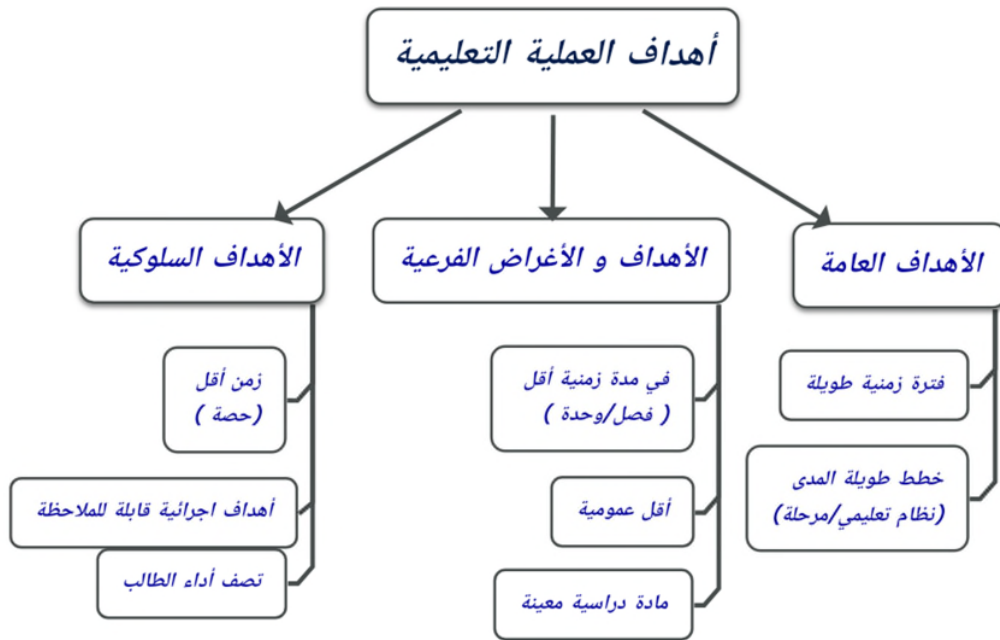 أهداف العملية التعليمية
الأهداف العامة
فترة زمنية طويلة
خطط طويلة المدى
(نظام تعليمي/مرحلة)
الأهداف و الأغراض الفرعية
في مدة زمنية أقل
( فصل/وحدة )
أقل عمومية
مادة دراسية معينة
الأهداف السلوكية
زمن أقل
(حصة )
أهداف اجرائية قابلة للملاحظة
تصف أداء الطالب